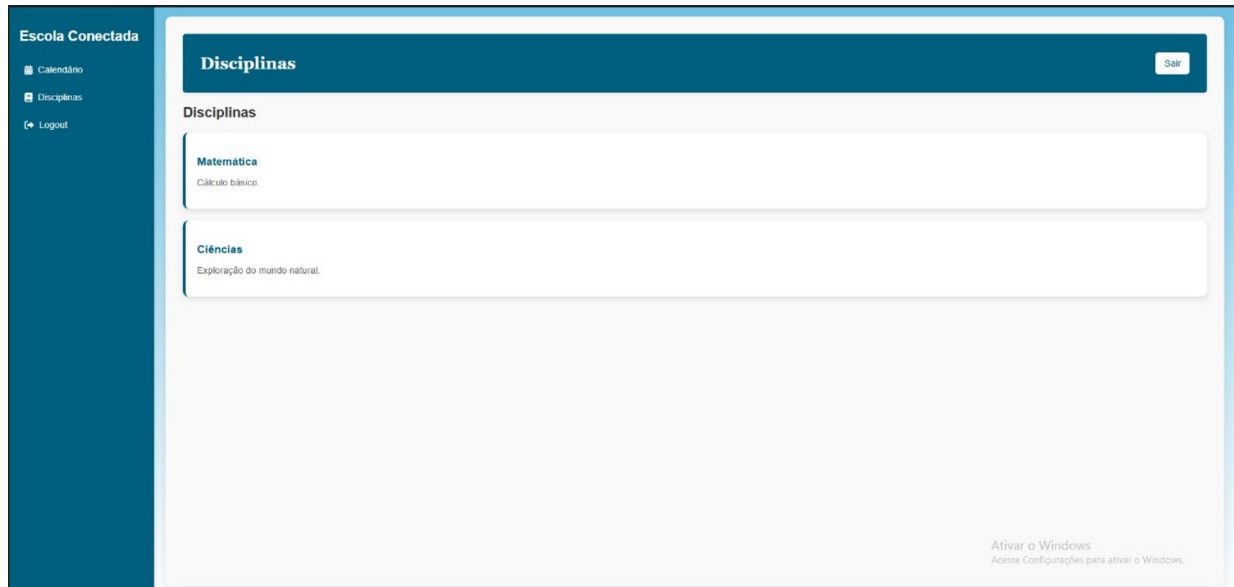 Escola Conectada
Calendário
Disciplinas
Logout
Disciplinas
Sair
Disciplinas
Matemática
Cálculo básico.
Ciências
Exploração do mundo natural.
Ativar o Windows
Acesse Configurações para ativar o Windows.